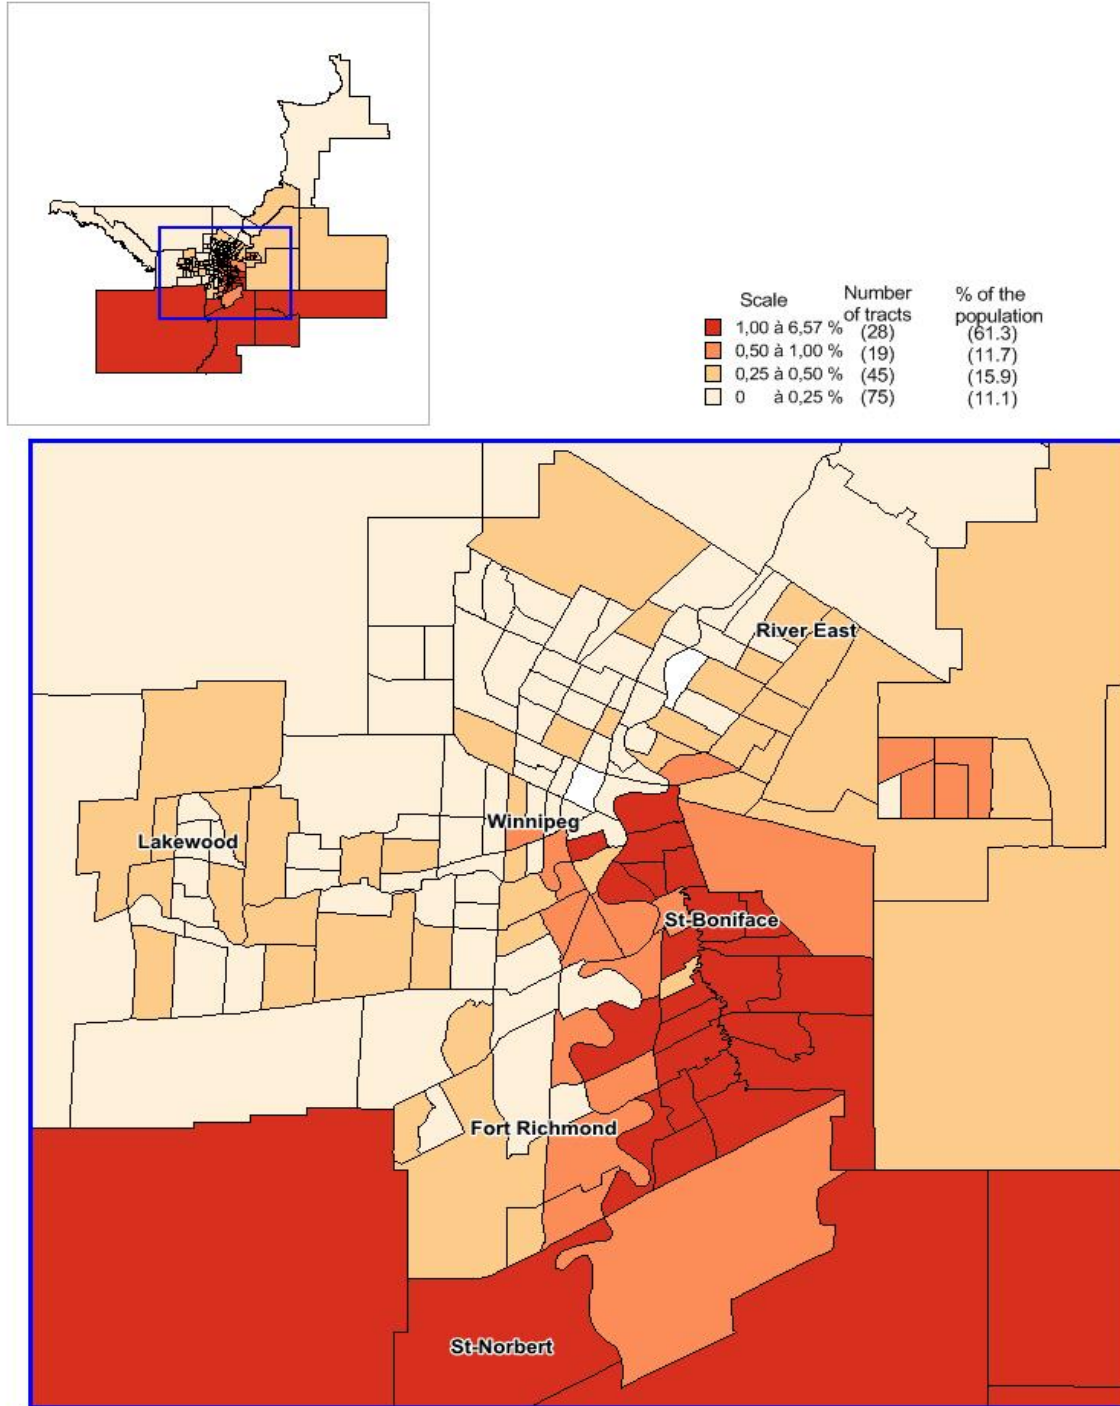 Scale
Number of tracts
% of the population
1,00 à 6,57 % (28) (61.3)
0,50 à 1,00 % (19) (11.7)
0,25 à 0,50 % (45) (15.9)
0 à 0,25 % (75) (11.1)
River East
Winnipeg
Lakewood
St-Boniface
Fort Richmond
St-Norbert